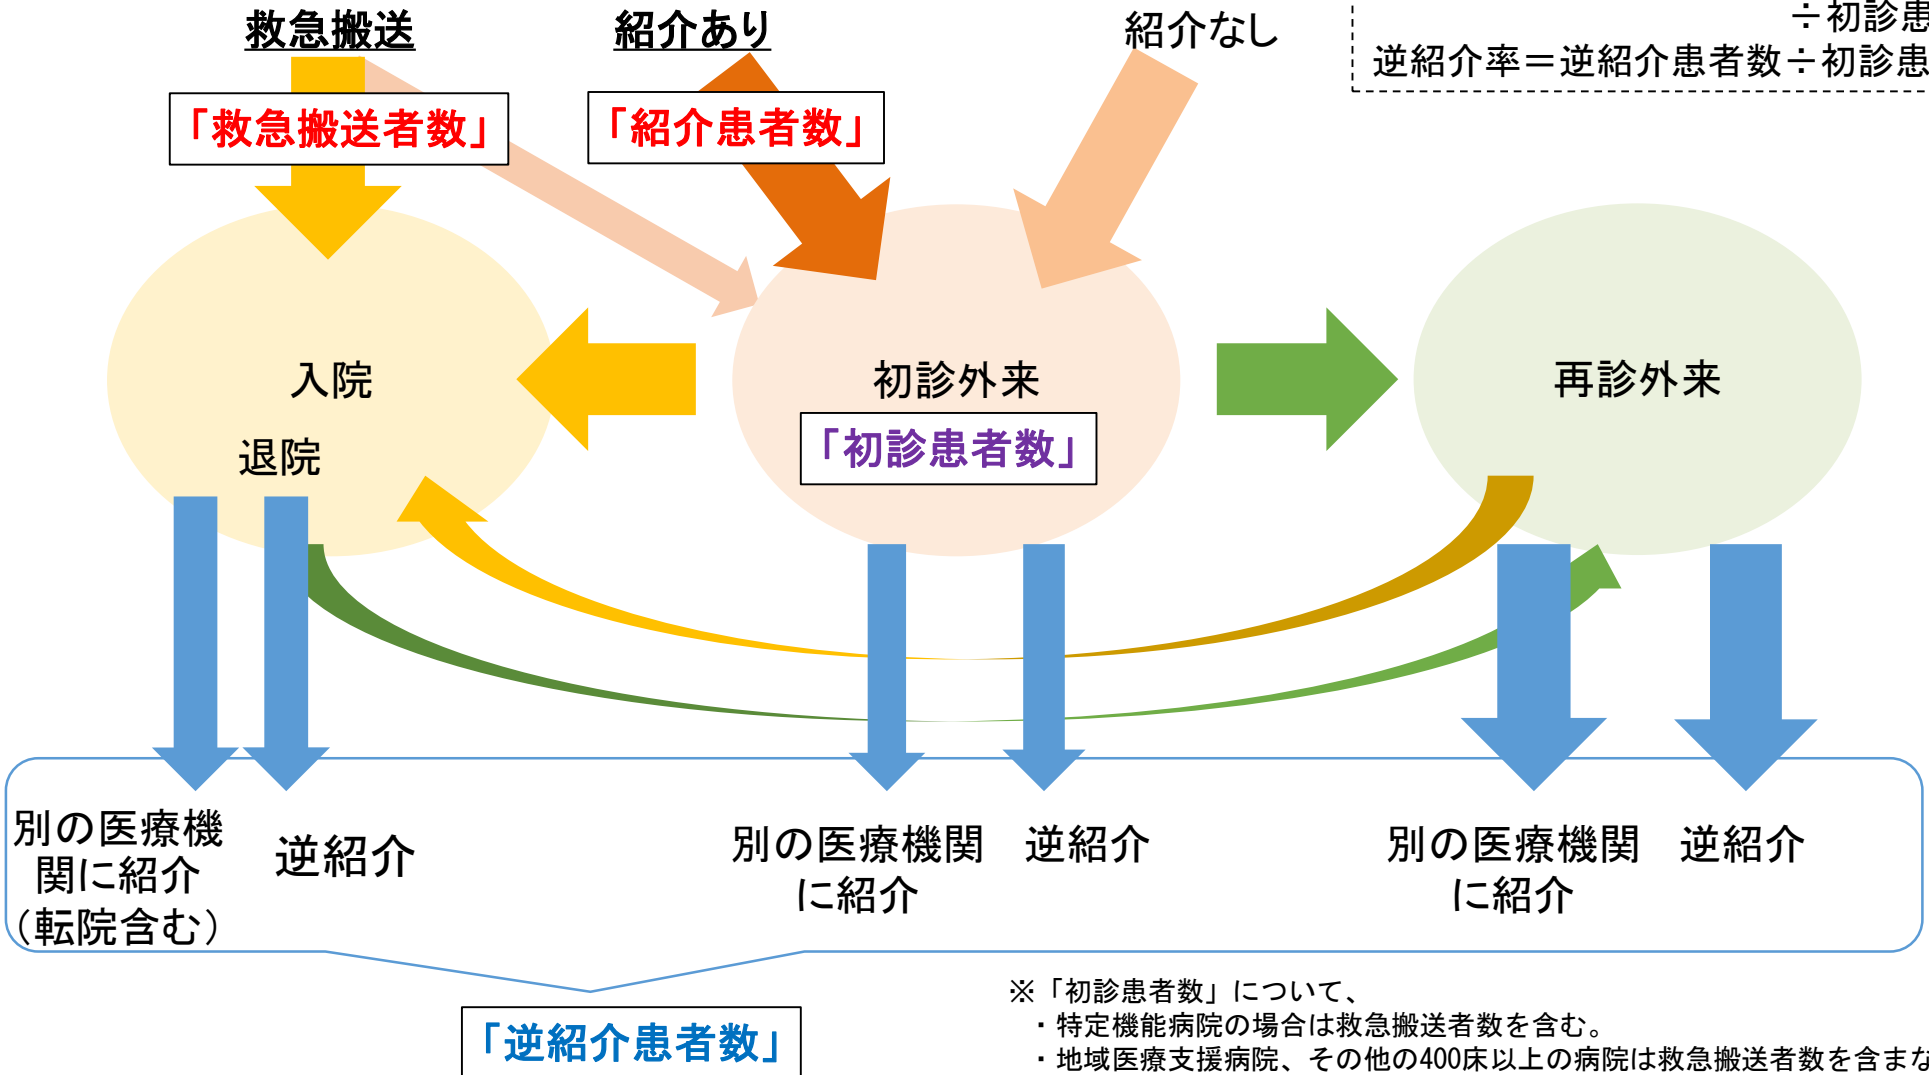 救急搬送
紹介あり
紹介なし
÷初診患
逆紹介率＝逆紹介患者数÷初診患
「救急搬送者数」
「紹介患者数」
入院
退院
初診外来
「初診患者数」
再診外来
別の医療機
関に紹介
（転院含む）
逆紹介
別の医療機関
に紹介
逆紹介
別の医療機関
に紹介
逆紹介
「逆紹介患者数」
※「初診患者数」について、
・特定機能病院の場合は救急搬送者数を含む。
・地域医療支援病院、その他の400床以上の病院は救急搬送者数を含まな